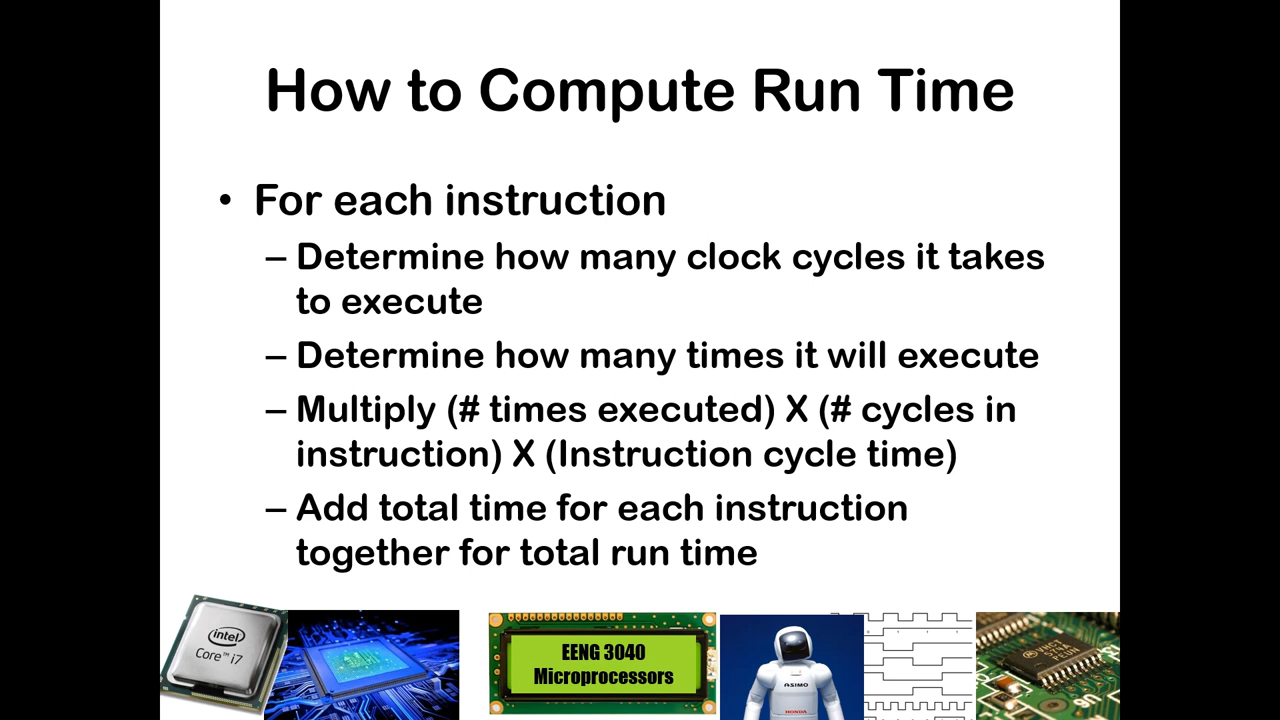 How to Compute Run Time
• For each instruction
– Determine how many clock cycles it takes
to execute
– Determine how many times it will execute
– Multiply (# times executed) X (# cycles in
instruction) X (Instruction cycle time)
– Add total time for each instruction
together for total run time
intel
Core™ i7
EENG 3040
Microprocessors
ASIMO
HONDA